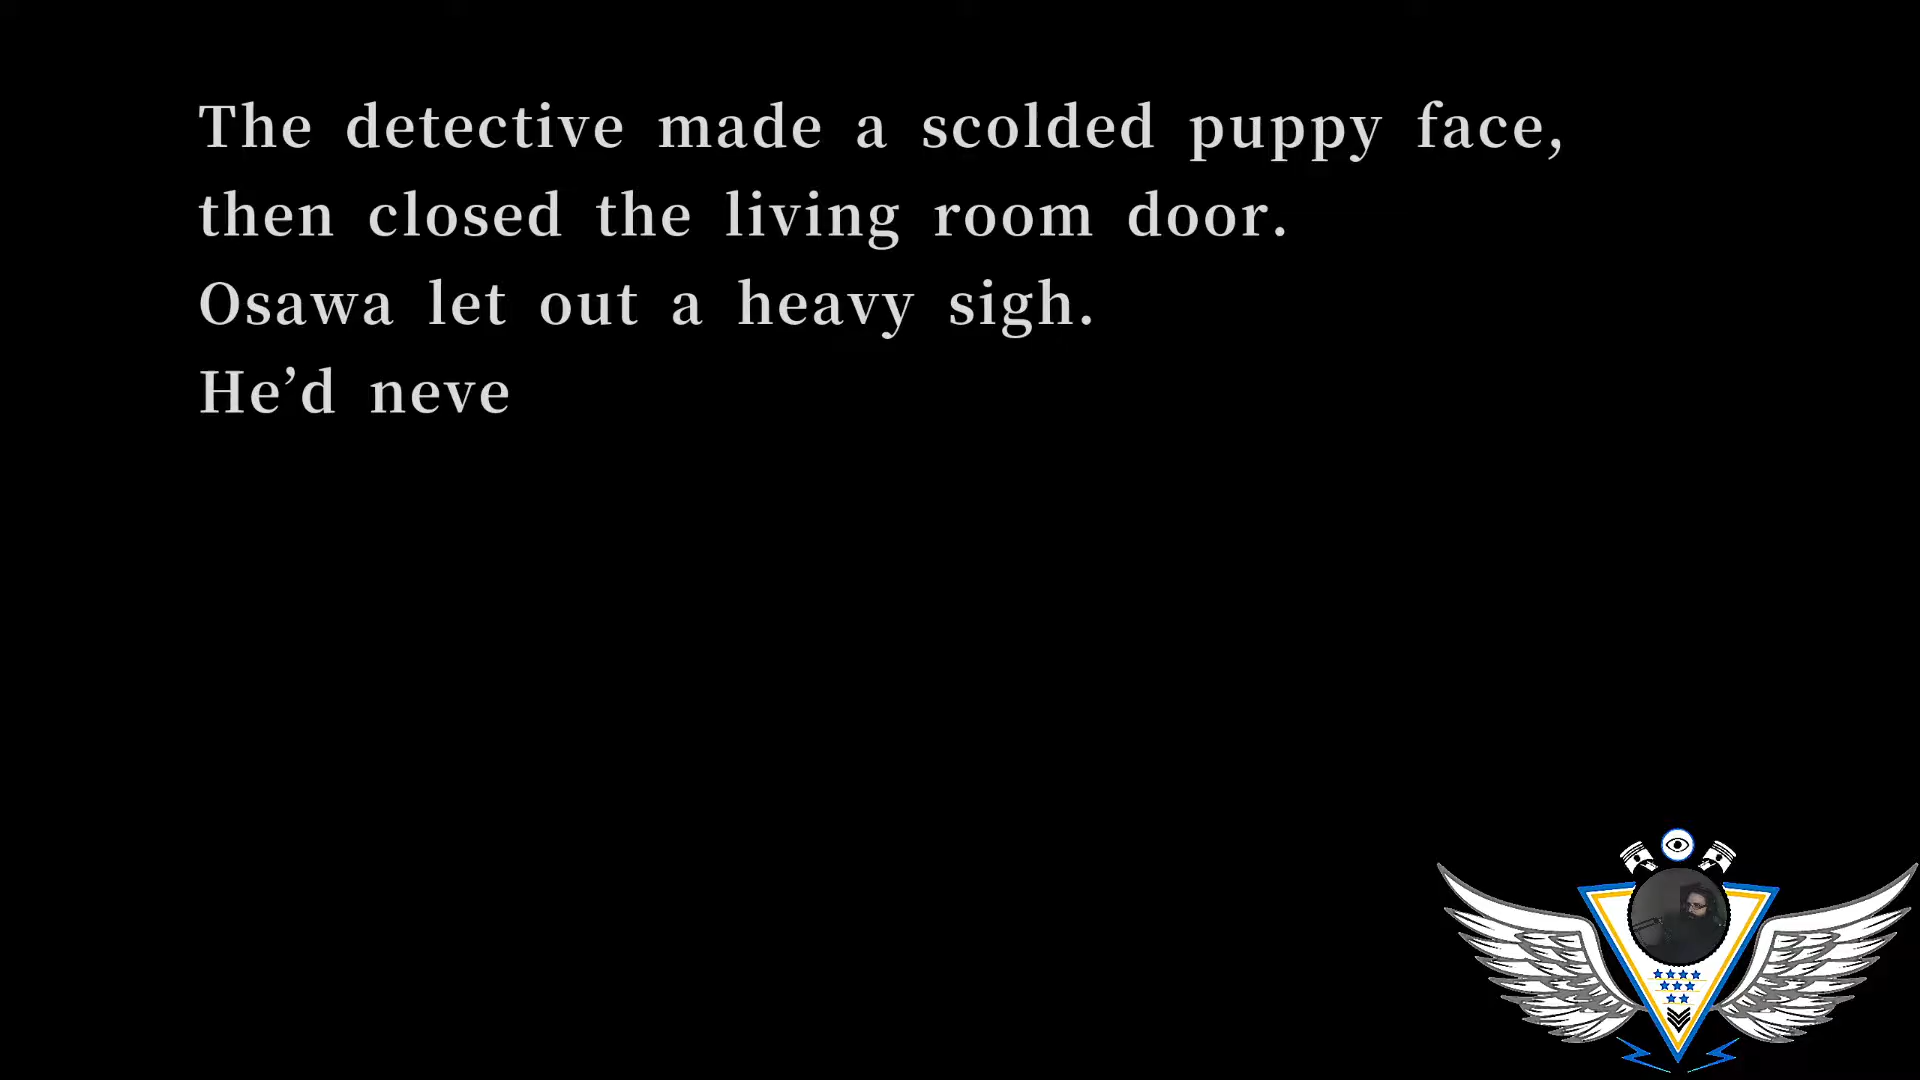 The detective made a scolded puppy face,
then closed the living room door.
Osawa let out a heavy sigh.
He’d neve